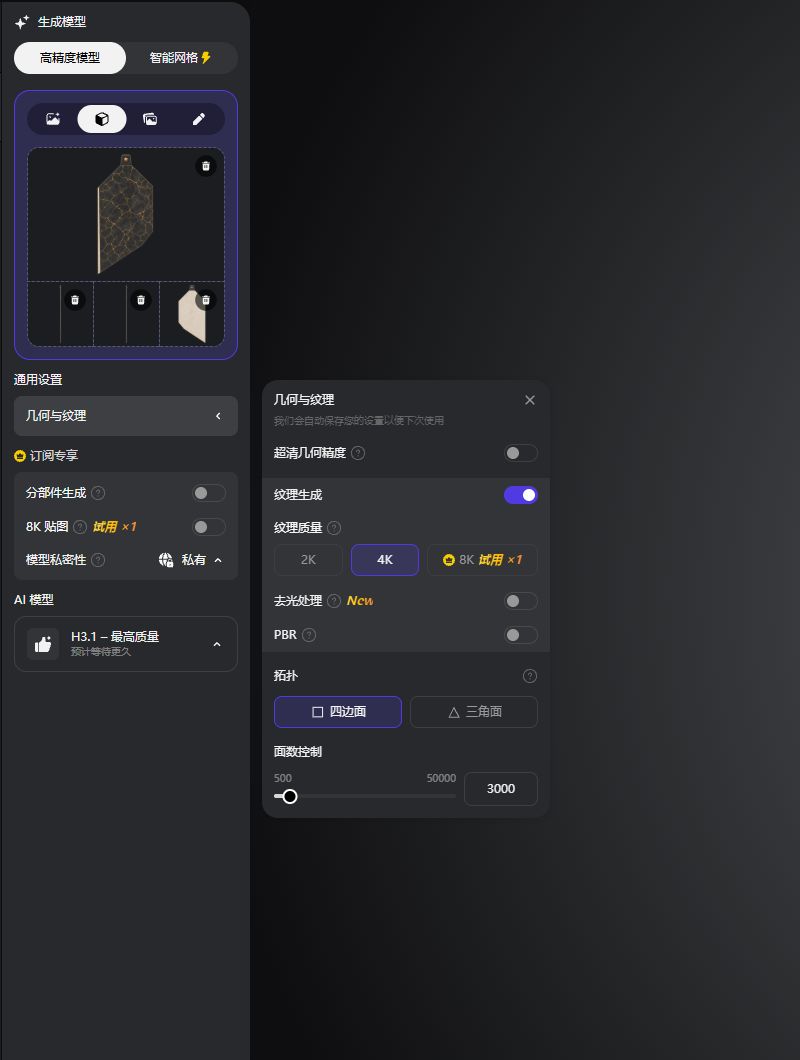 生成模型
高精度模型
智能网格
通用设置
几何与纹理
订阅专享
分部件生成 ?
8K 贴图 ? 试用 ×1
模型私密性 ? 私有
AI 模型
H3.1 – 最高质量
预计等待更久
几何与纹理
我们会自动保存您的设置以便下次使用
超清几何精度 ?
纹理生成
纹理质量 ?
2K
4K
8K 试用 ×1
去光处理 ? New
PBR ?
拓扑 ?
四边面
三角面
面数控制
500
50000
3000